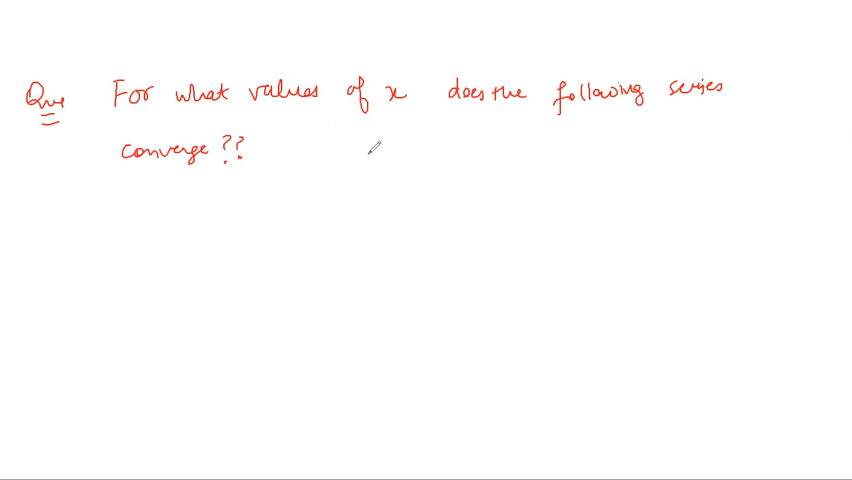 Que For what values of x does the following series
converge ??